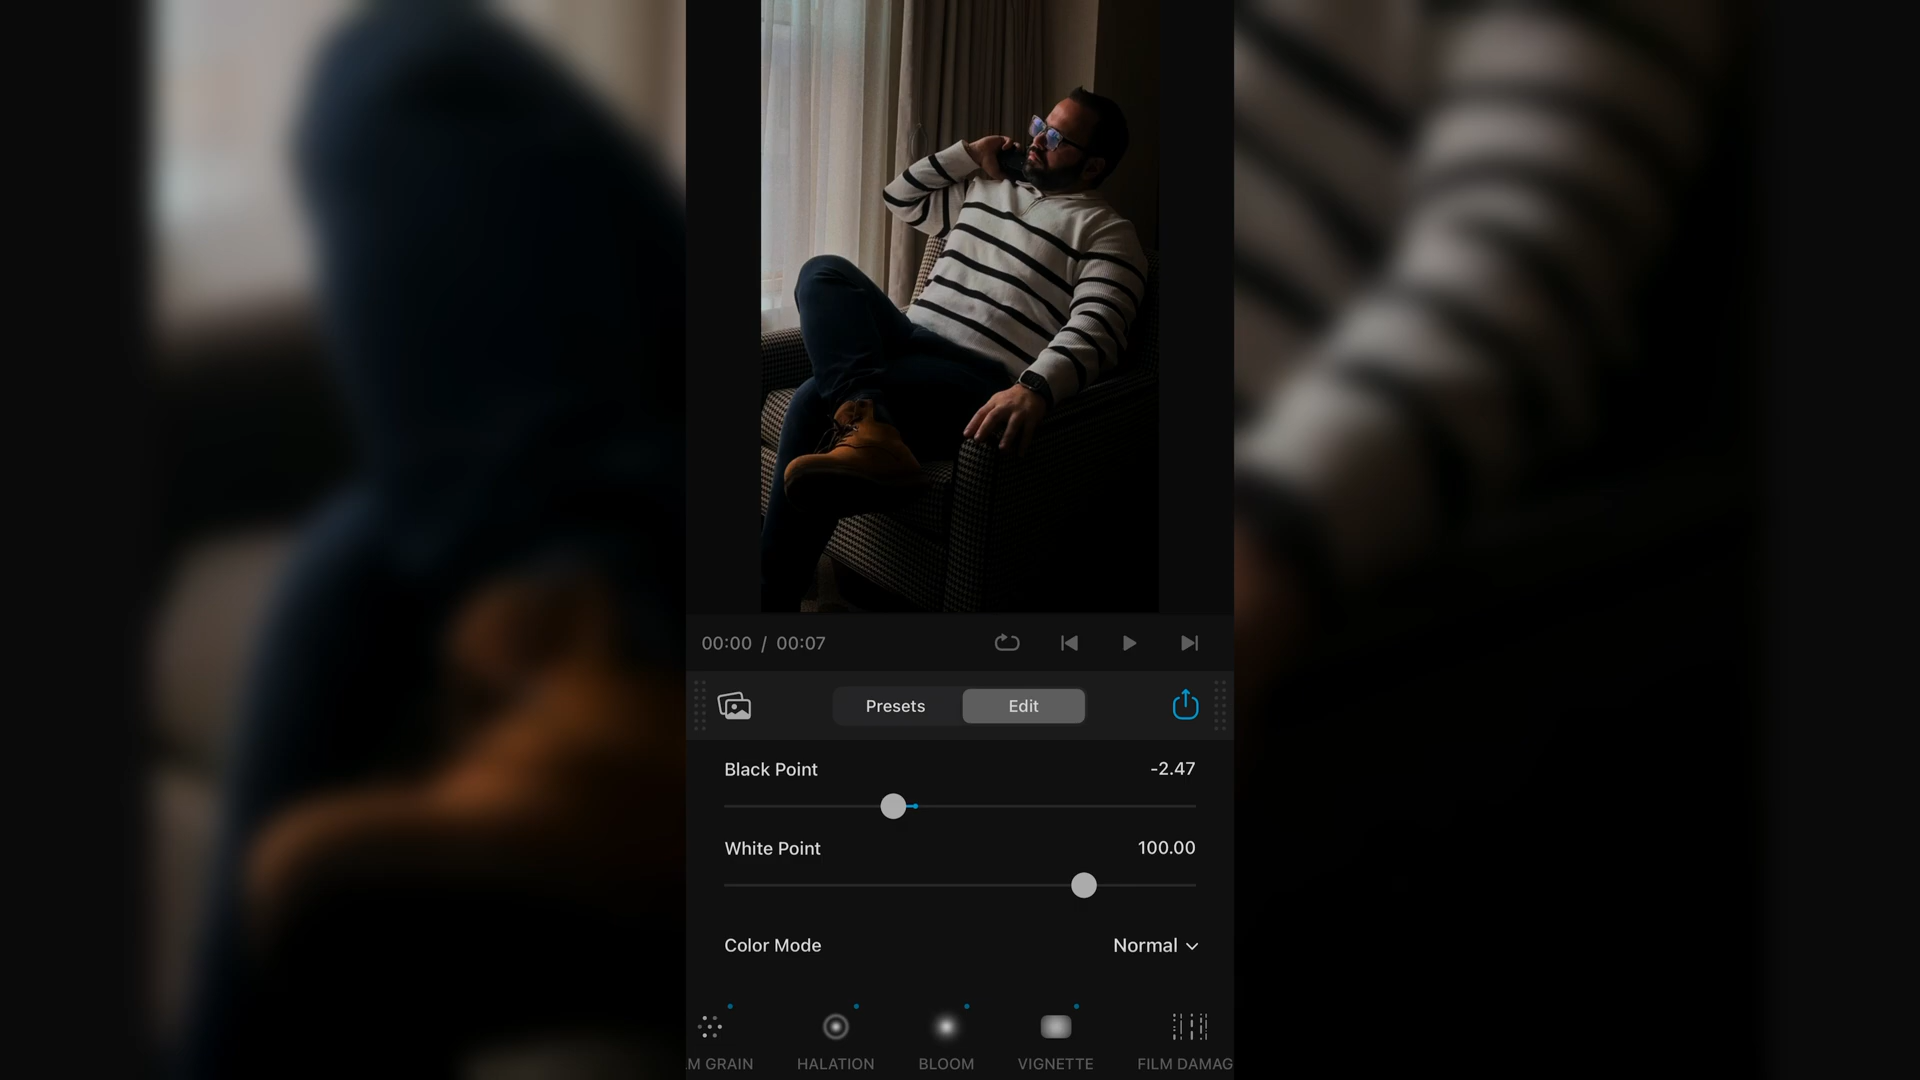 00:00 / 00:07
Presets Edit
Black Point -2.47
White Point 100.00
Color Mode Normal
M GRAIN HALATION BLOOM VIGNETTE FILM DAMAG